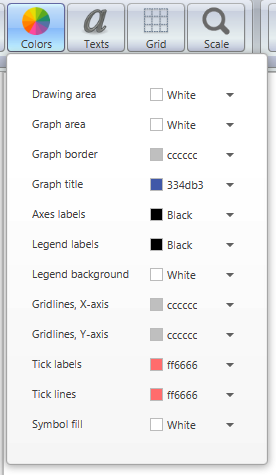 Colors Texts Grid Scale
Drawing area White
Graph area White
Graph border cccccc
Graph title 334db3
Axes labels Black
Legend labels Black
Legend background White
Gridlines, X-axis cccccc
Gridlines, Y-axis cccccc
Tick labels ff6666
Tick lines ff6666
Symbol fill White